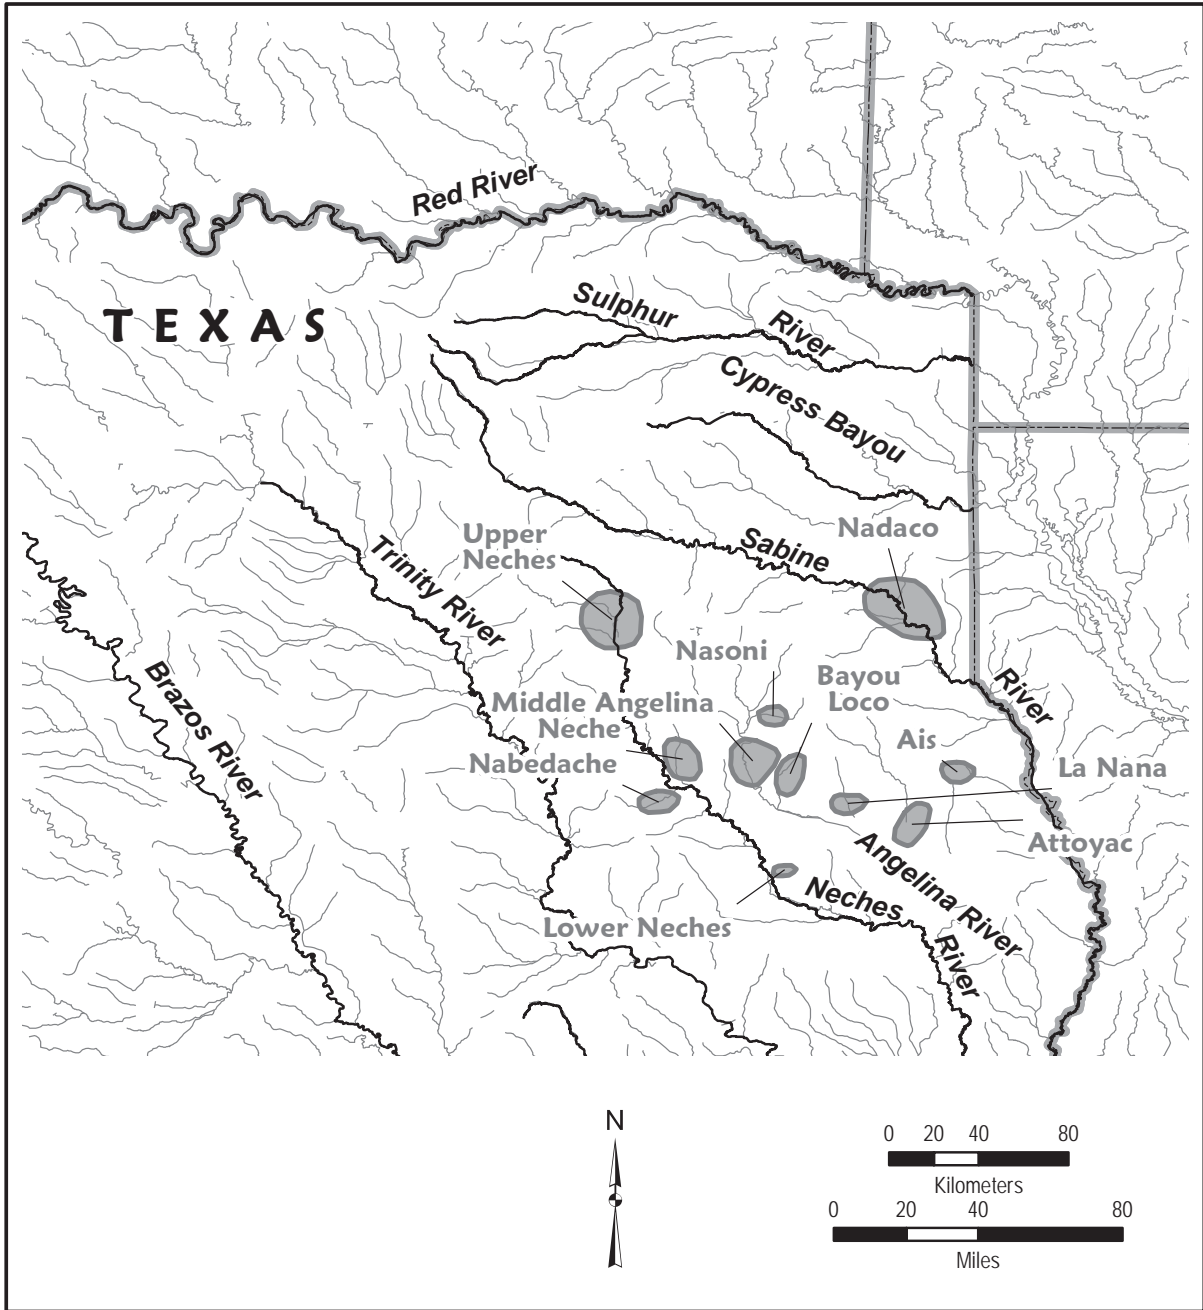 Red River
TEXAS
Sulphur
River
Cypress Bayou
Nadaco
Upper
Neches
Sabine
Trinity River
Nasoni
Bayou
Loco
River
Brazos River
Middle Angelina
Neche
Ais
La Nana
Nabedache
Attoyac
Angelina River
Neches
River
Lower Neches
N
0 20 40 80
Kilometers
0 20 40 80
Miles